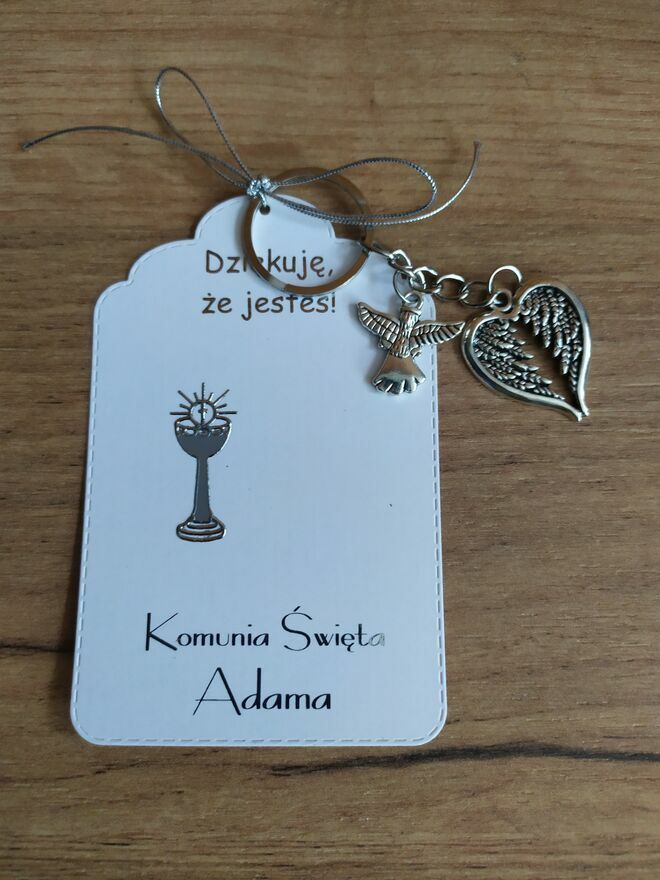 Dziękuję,
że jesteś!
Komunia Święta
Adama